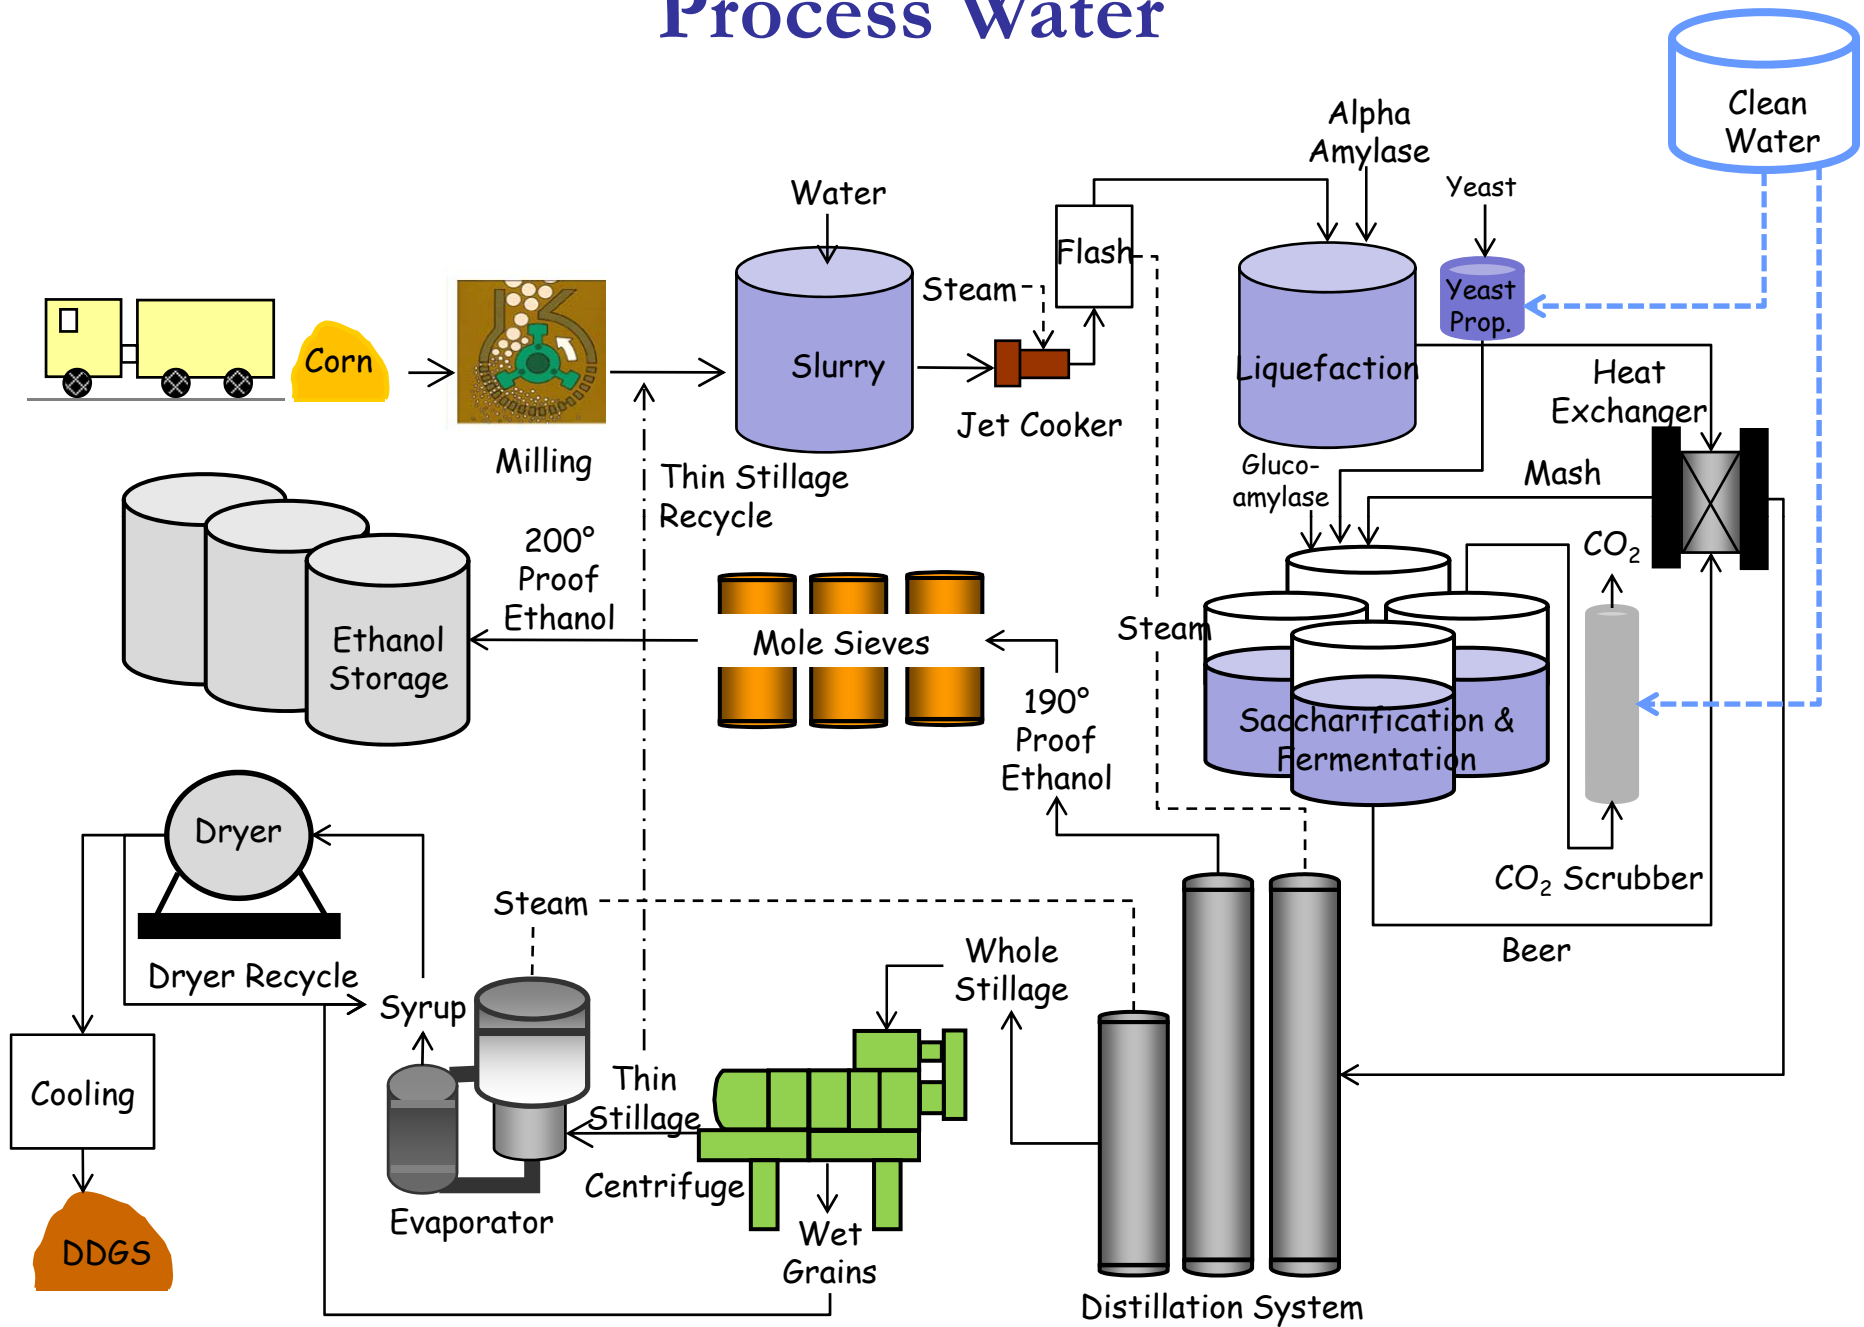 Process Water
Clean
Water
Alpha
Amylase
Yeast
Water
Flash
Steam
Yeast
Prop.
Corn
Slurry
Liquefaction
Heat
Exchanger
Jet Cooker
Milling
Thin Stillage
Recycle
Gluco-
amylase
Mash
200°
Proof
Ethanol
CO2
Ethanol
Storage
Mole Sieves
Steam
190°
Proof
Ethanol
Saccharification &
Fermentation
Dryer
CO2 Scrubber
Steam
Beer
Whole
Stillage
Dryer Recycle
Syrup
Cooling
Thin
Stillage
Centrifuge
Evaporator
Wet
Grains
DDGS
Distillation System